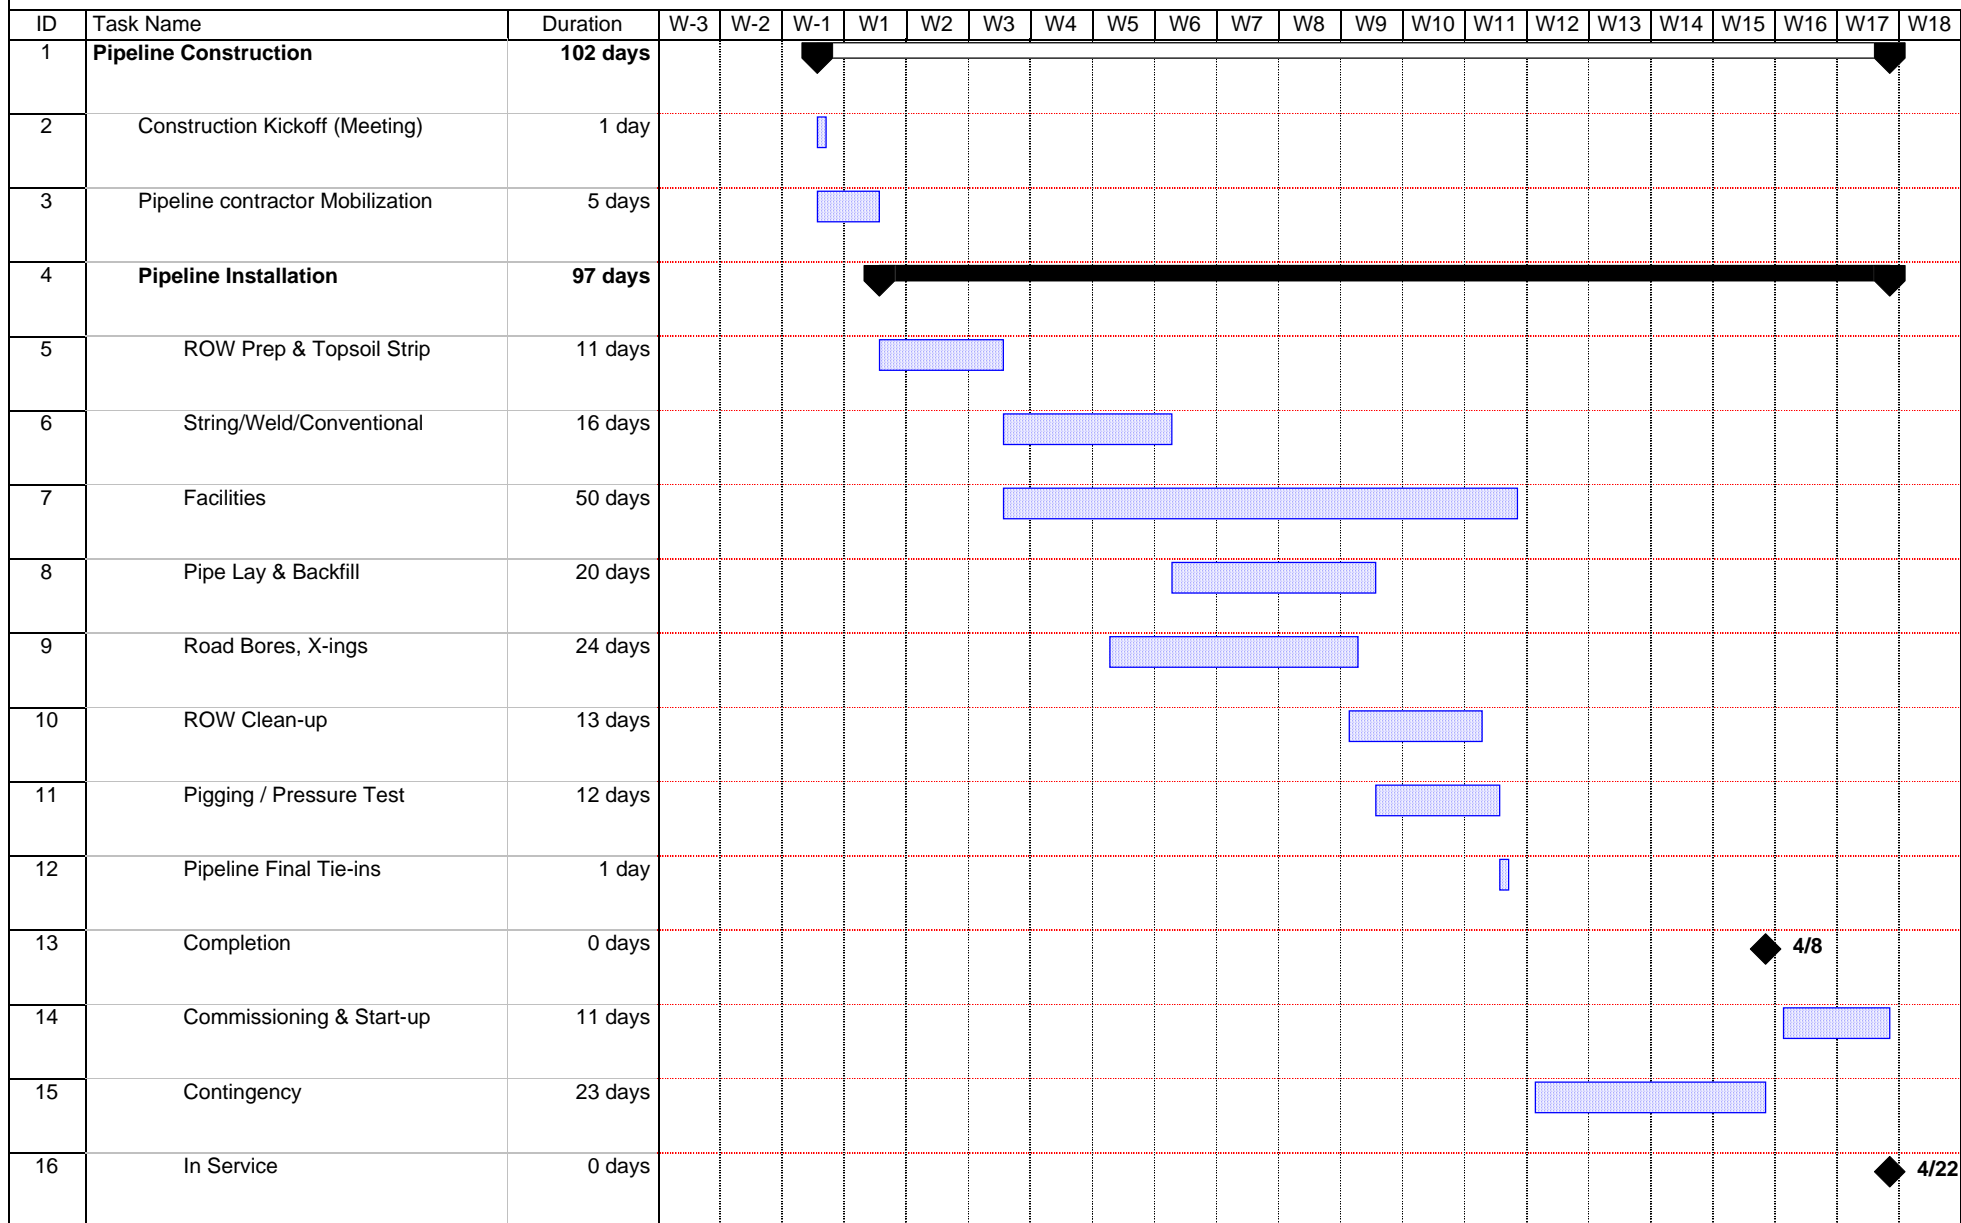 ID Task Name Duration W-3 W-2 W-1 W1 W2 W3 W4 W5 W6 W7 W8 W9 W10 W11 W12 W13 W14 W15 W16 W17 W18
1 Pipeline Construction 102 days
2 Construction Kickoff (Meeting) 1 day
3 Pipeline contractor Mobilization 5 days
4 Pipeline Installation 97 days
5 ROW Prep & Topsoil Strip 11 days
6 String/Weld/Conventional 16 days
7 Facilities 50 days
8 Pipe Lay & Backfill 20 days
9 Road Bores, X-ings 24 days
10 ROW Clean-up 13 days
11 Pigging / Pressure Test 12 days
12 Pipeline Final Tie-ins 1 day
13 Completion 0 days 4/8
14 Commissioning & Start-up 11 days
15 Contingency 23 days
16 In Service 0 days 4/22